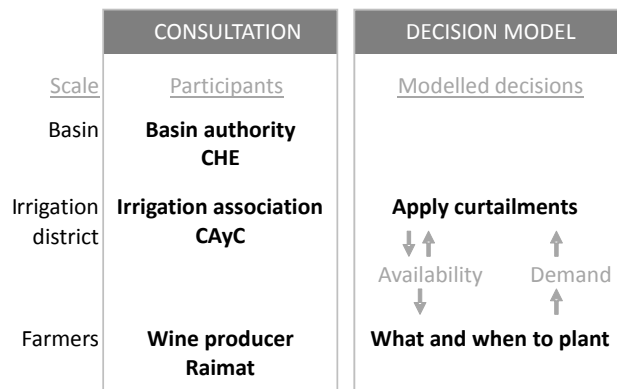 CONSULTATION DECISION MODEL
Scale Participants Modelled decisions
Basin Basin authority
CHE
Irrigation Irrigation association Apply curtailments
district CAyC
Availability Demand
Farmers Wine producer What and when to plant
Raimat